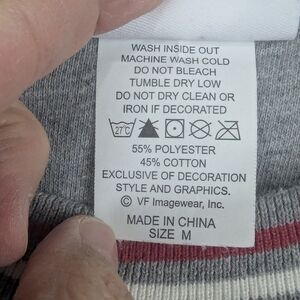 WASH INSIDE OUT
MACHINE WASH COLD
DO NOT BLEACH
TUMBLE DRY LOW
DO NOT DRY CLEAN OR
IRON IF DECORATED
27°C
55% POLYESTER
45% COTTON
EXCLUSIVE OF DECORATION
STYLE AND GRAPHICS.
© VF Imagewear, Inc.
MADE IN CHINA
SIZE M